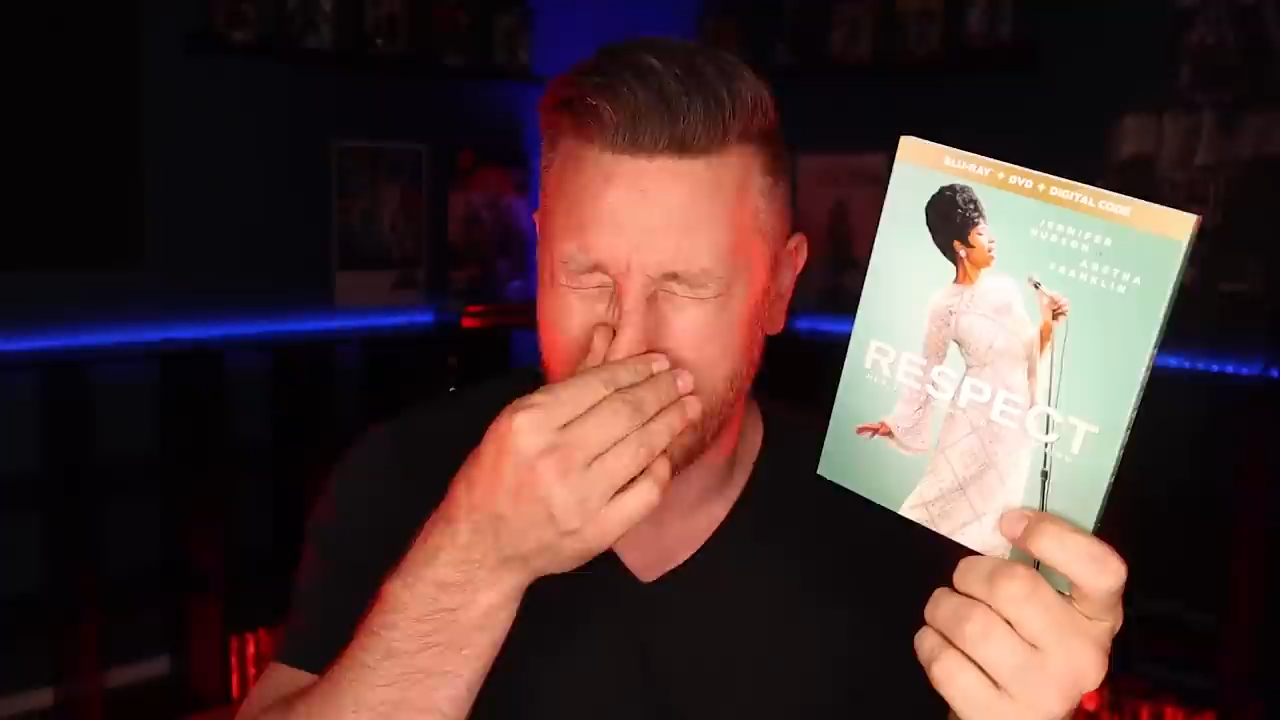 BLU-RAY + DVD + DIGITAL CODE
JENNIFER
HUDSON
ARETHA
FRANKLIN
RESPECT